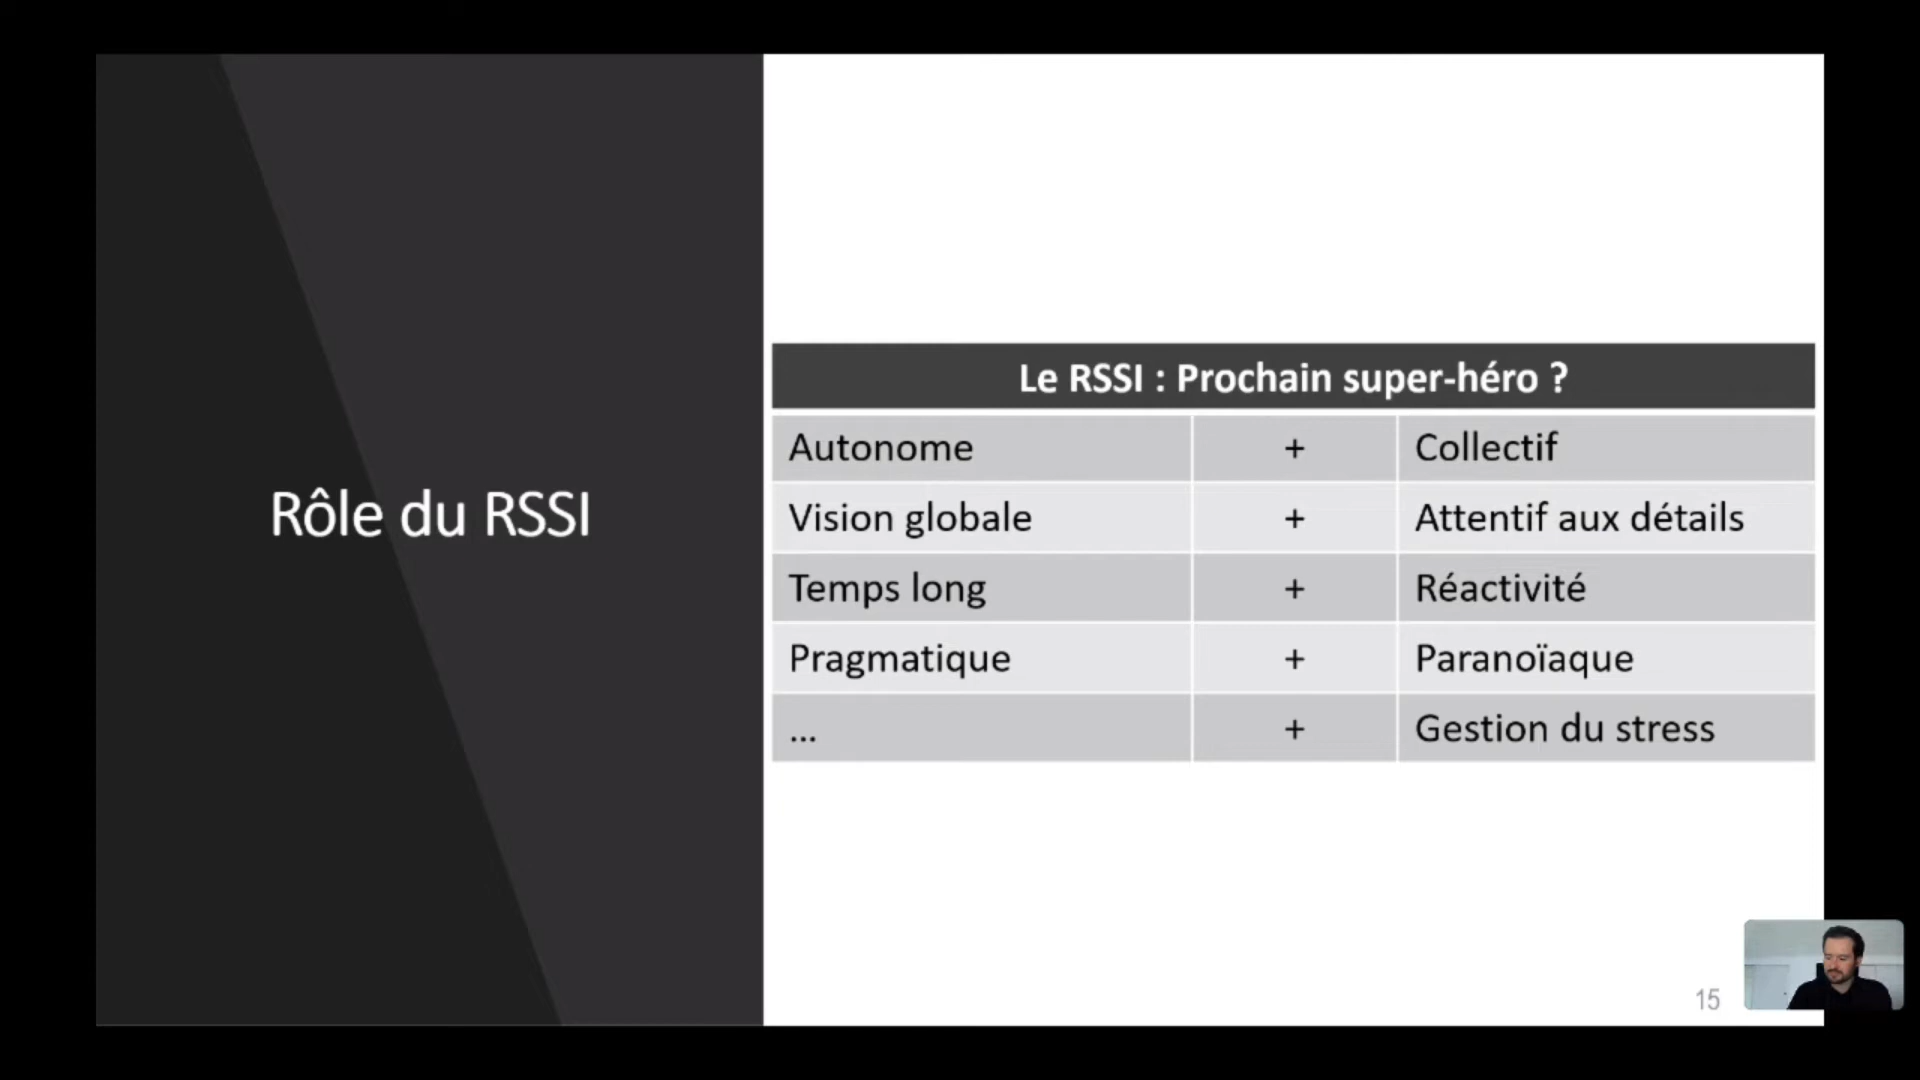 Rôle du RSSI
Le RSSI : Prochain super-héro ?
Autonome + Collectif
Vision globale + Attentif aux détails
Temps long + Réactivité
Pragmatique + Paranoïaque
... + Gestion du stress
15